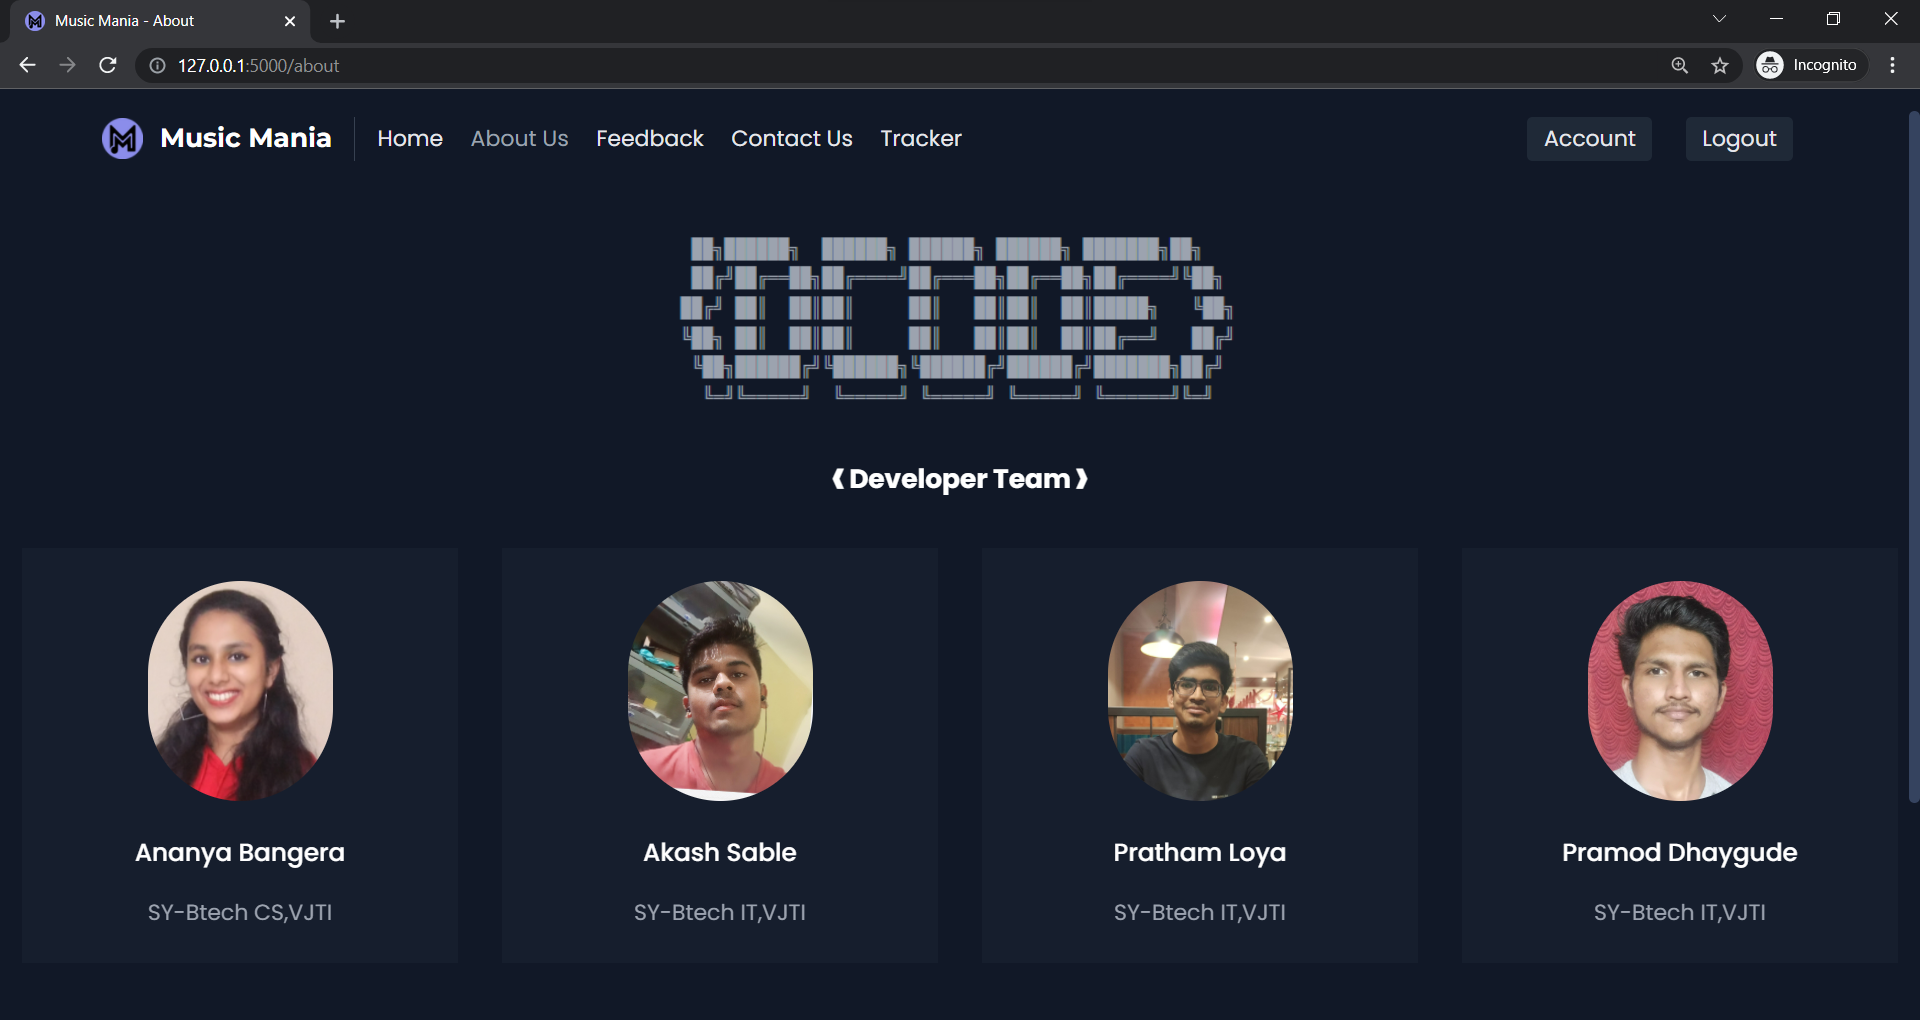 Music Mania - About
127.0.0.1:5000/about
Incognito
Music Mania
Home
About Us
Feedback
Contact Us
Tracker
Account
Logout
<DCODE>
❰ Developer Team ❱
Ananya Bangera
SY-Btech CS,VJTI
Akash Sable
SY-Btech IT,VJTI
Pratham Loya
SY-Btech IT,VJTI
Pramod Dhaygude
SY-Btech IT,VJTI